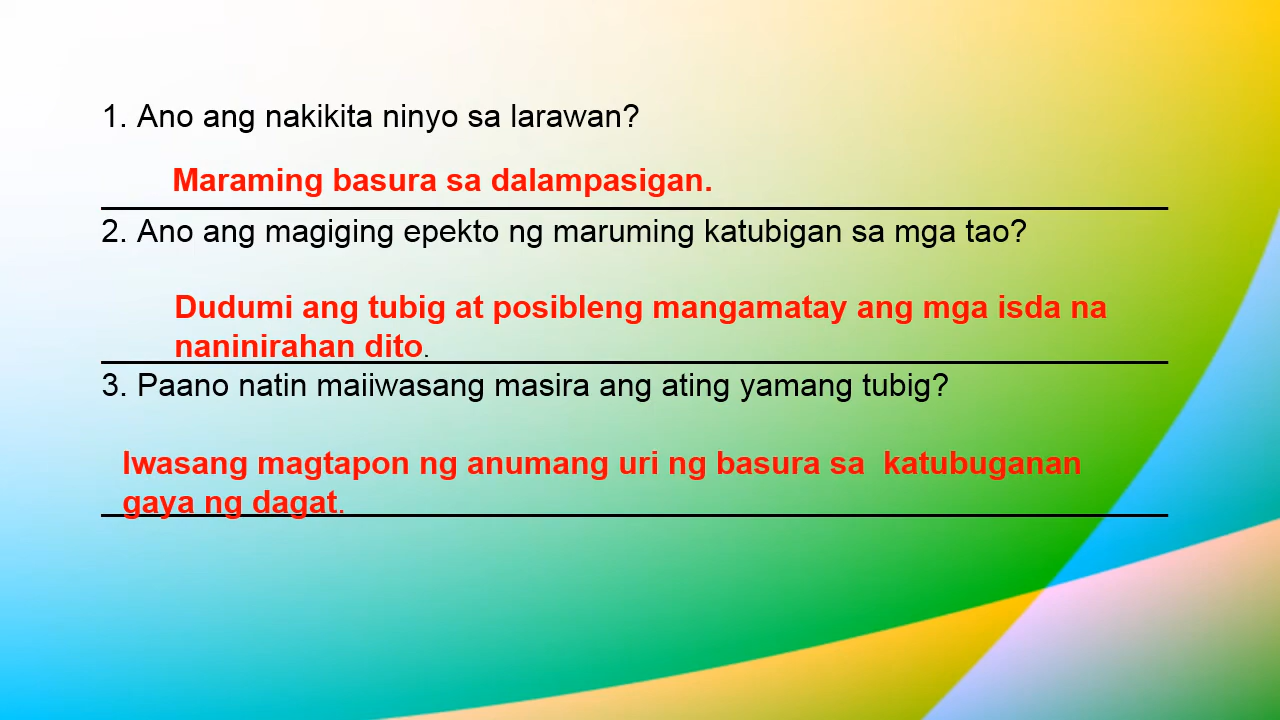 1. Ano ang nakikita ninyo sa larawan?
Maraming basura sa dalampasigan.
2. Ano ang magiging epekto ng maruming katubigan sa mga tao?
Dudumi ang tubig at posibleng mangamatay ang mga isda na
naninirahan dito.
3. Paano natin maiiwasang masira ang ating yamang tubig?
Iwasang magtapon ng anumang uri ng basura sa  katubuganan
gaya ng dagat.